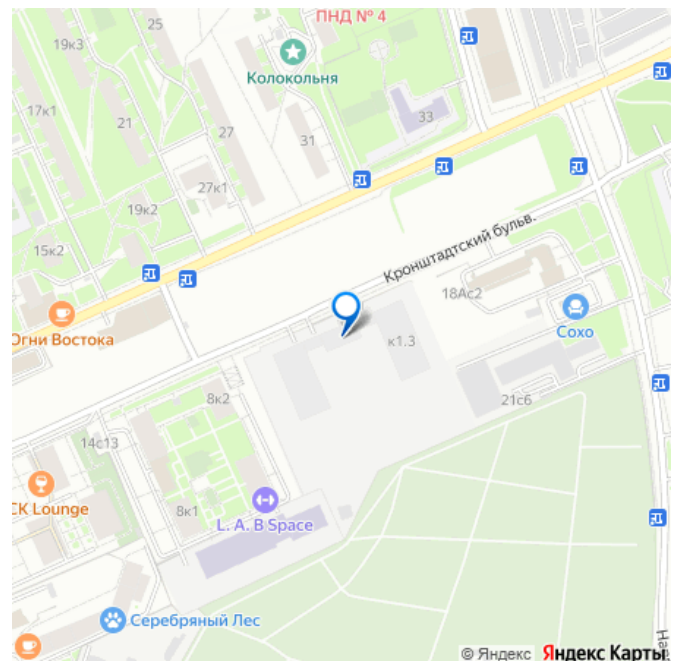 ПНД № 4
25
19к3
Колокольня
17к1
21
27
31
33
27к1
19к2
15к2
Кронштадтский бульв.
18Ас2
Огни Востока
Сохо
к1.3
8к2
21с6
14с13
CK Lounge
8к1
L. A. B Space
Серебряный Лес
© Яндекс Яндекс Карты